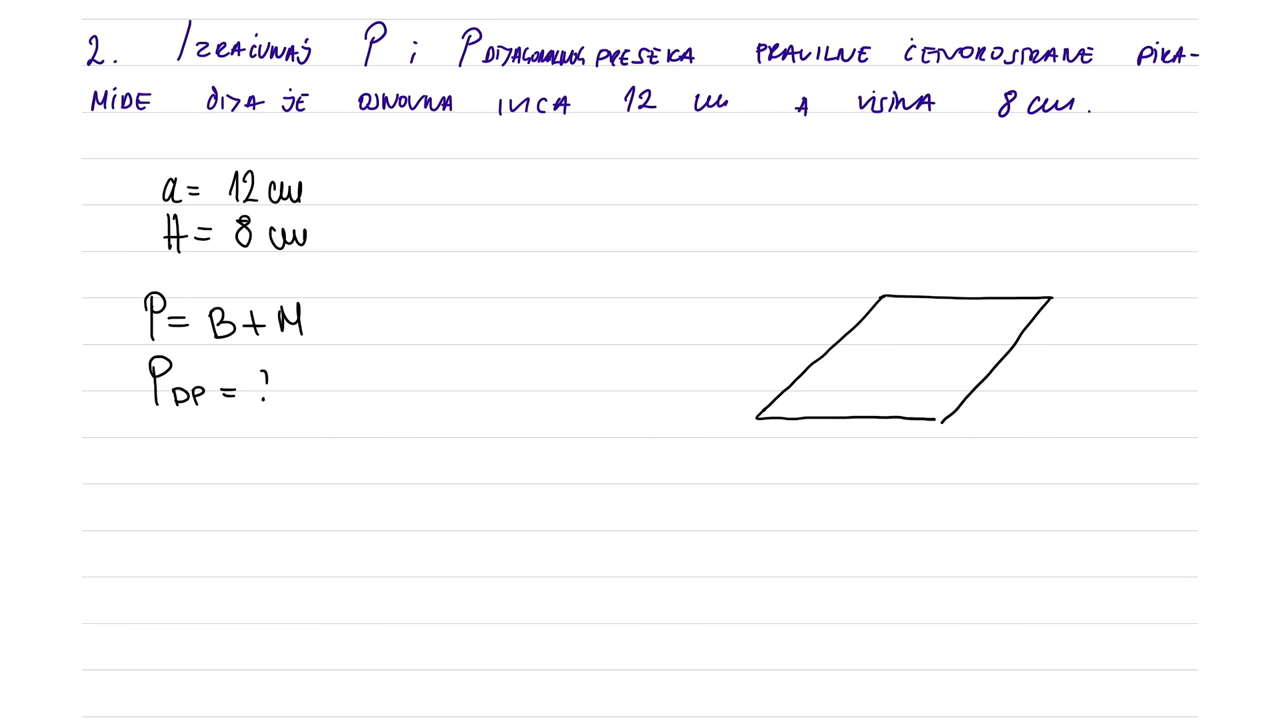 2. Izračunaj P i P DIJAGONALNOG PRESEKA PRAVILNE ČETVOROSTRANE PIRA-
MIDE ČIJA JE OSNOVNA IVICA 12 cm A VISINA 8 cm.
a = 12 cm
H = 8 cm
P = B + M
P DP = ?